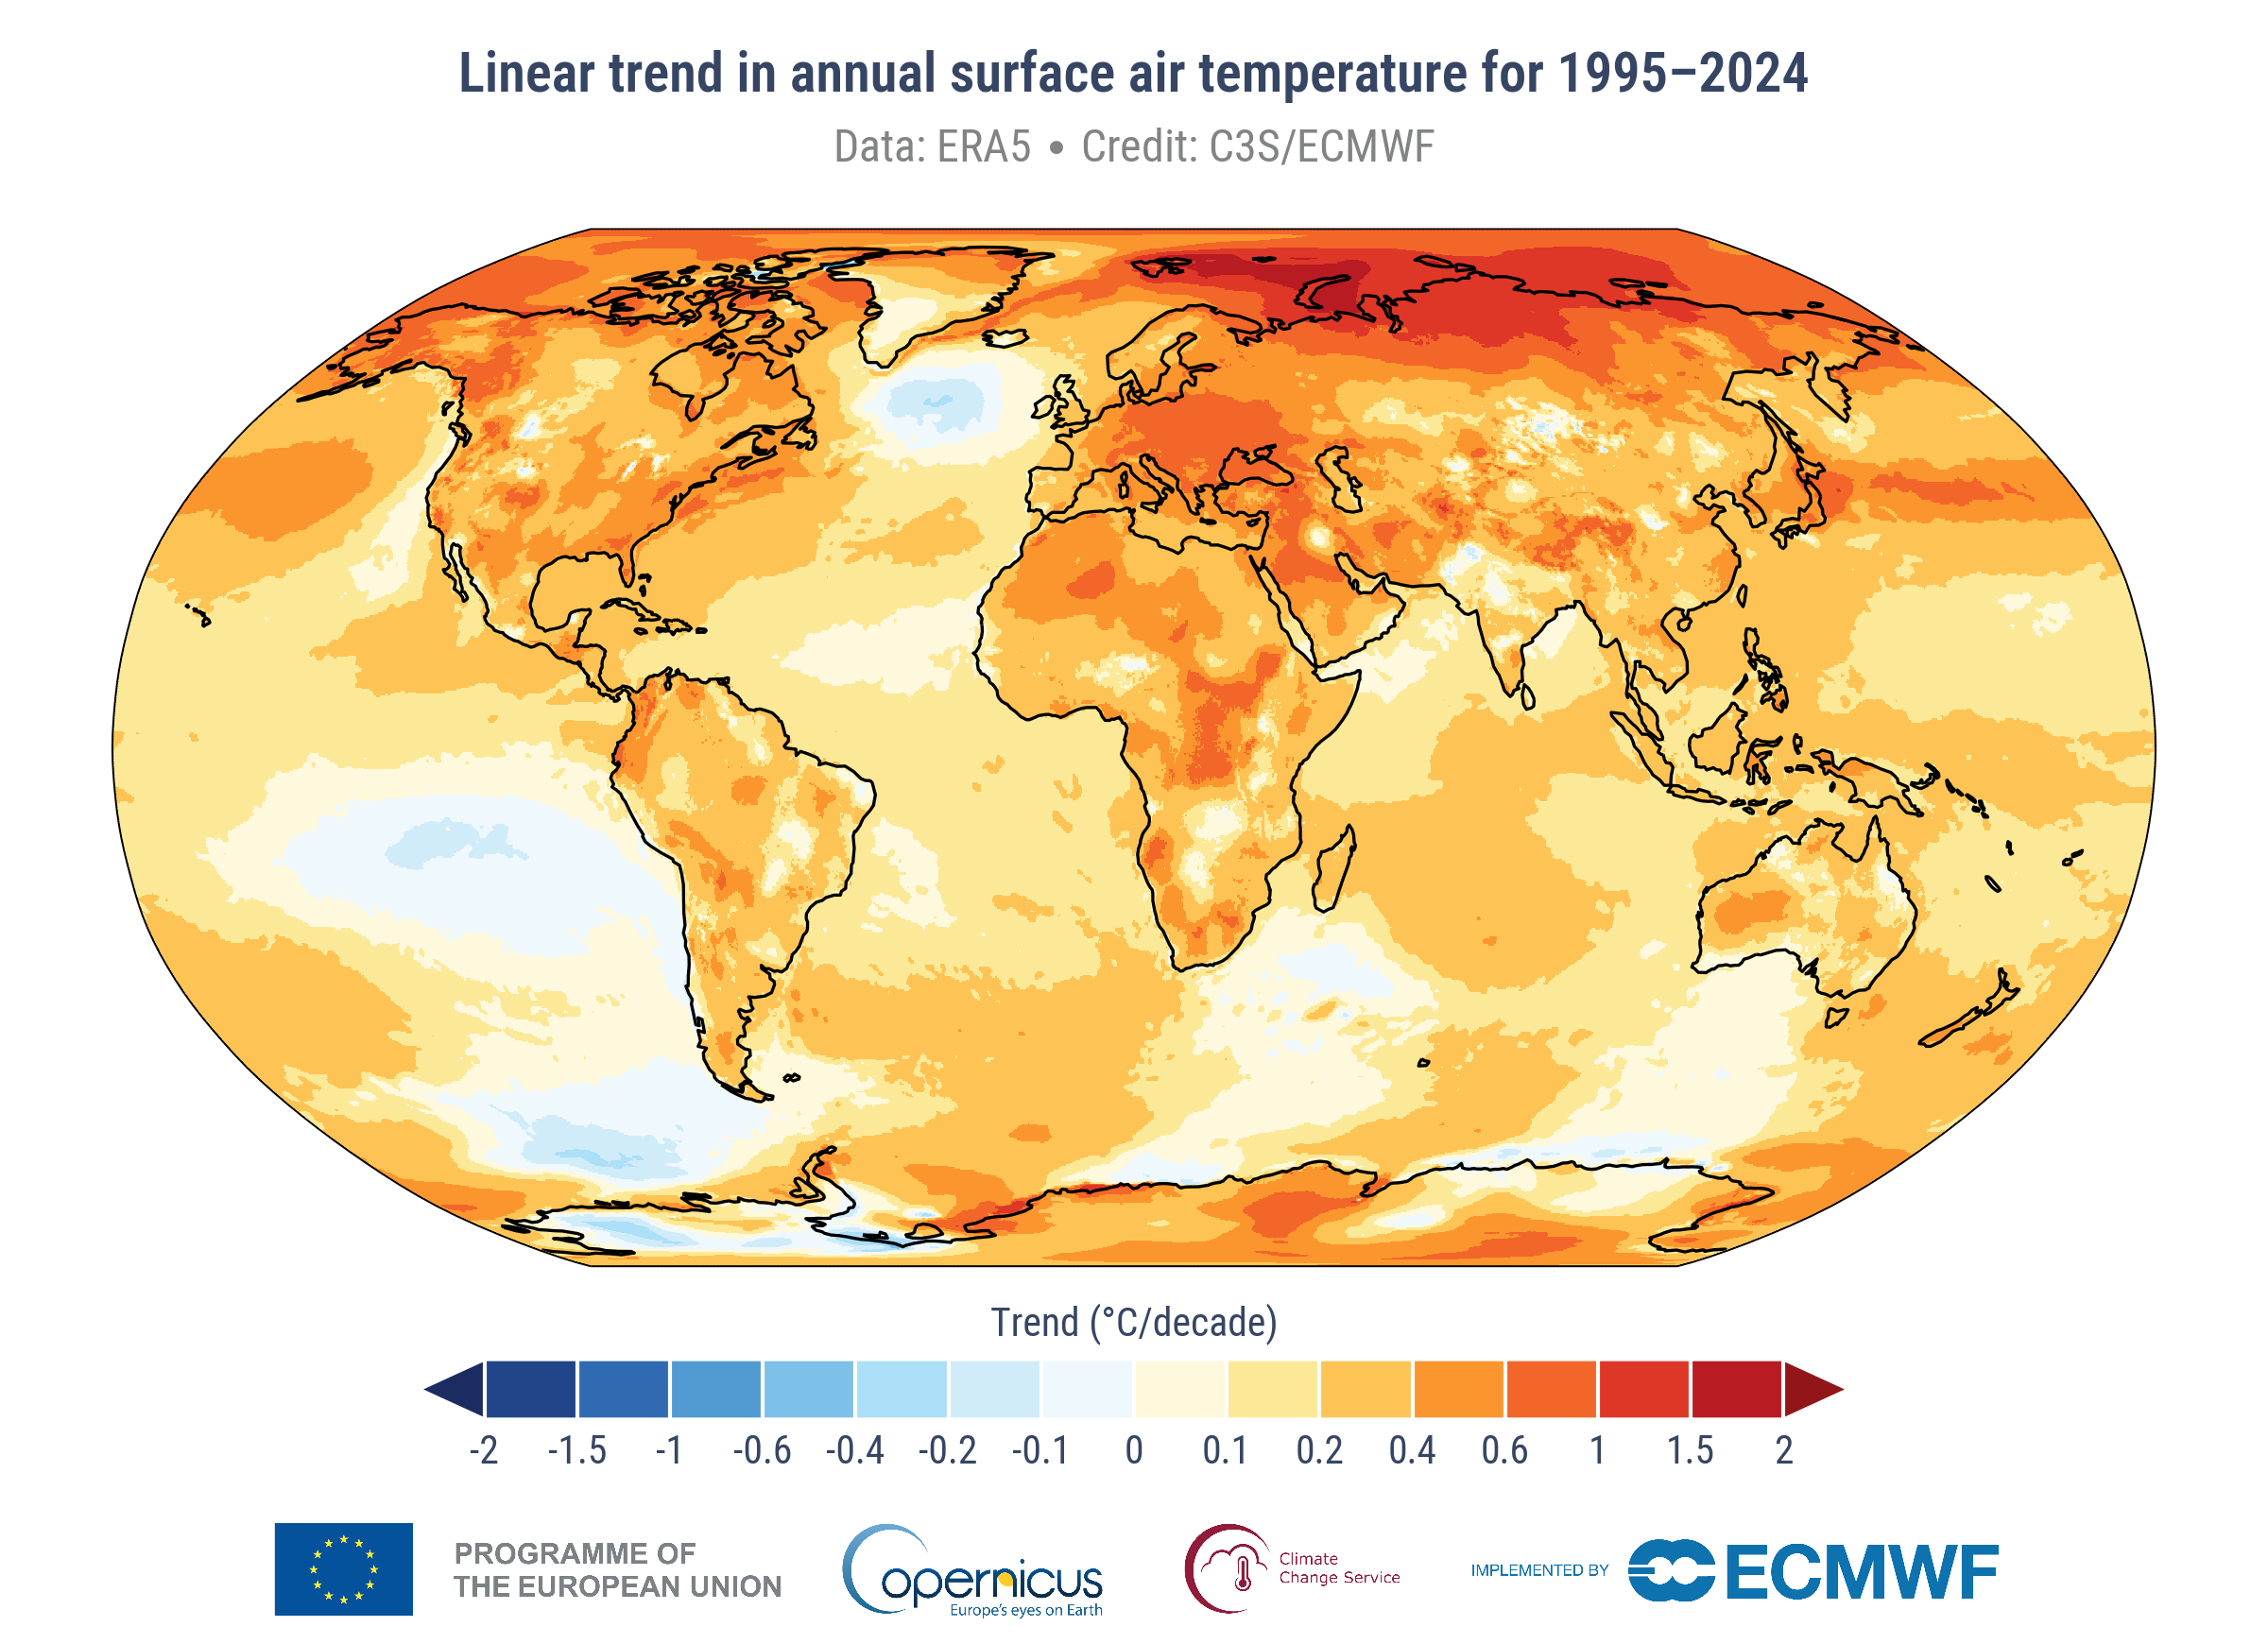 Linear trend in annual surface air temperature for 1995–2024
Data: ERA5 • Credit: C3S/ECMWF
Trend (°C/decade)
-2 -1.5 -1 -0.6 -0.4 -0.2 -0.1 0 0.1 0.2 0.4 0.6 1 1.5 2
PROGRAMME OF
THE EUROPEAN UNION
Copernicus
Europe's eyes on Earth
Climate
Change Service
IMPLEMENTED BY ECMWF